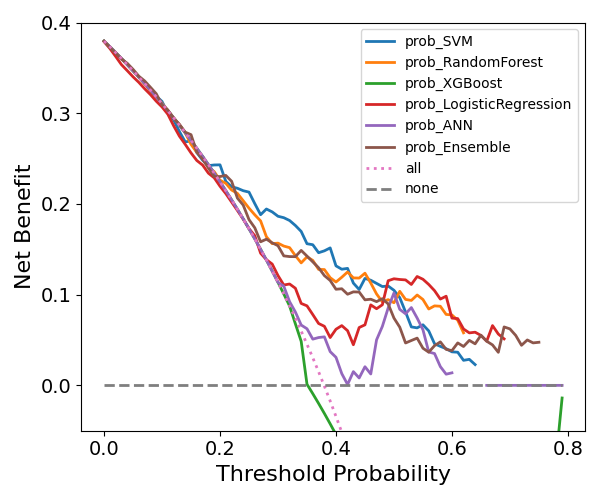 0.4
0.3
0.2
0.1
0.0
Net Benefit
prob_SVM
prob_RandomForest
prob_XGBoost
prob_LogisticRegression
prob_ANN
prob_Ensemble
all
none
0.0 0.2 0.4 0.6 0.8
Threshold Probability